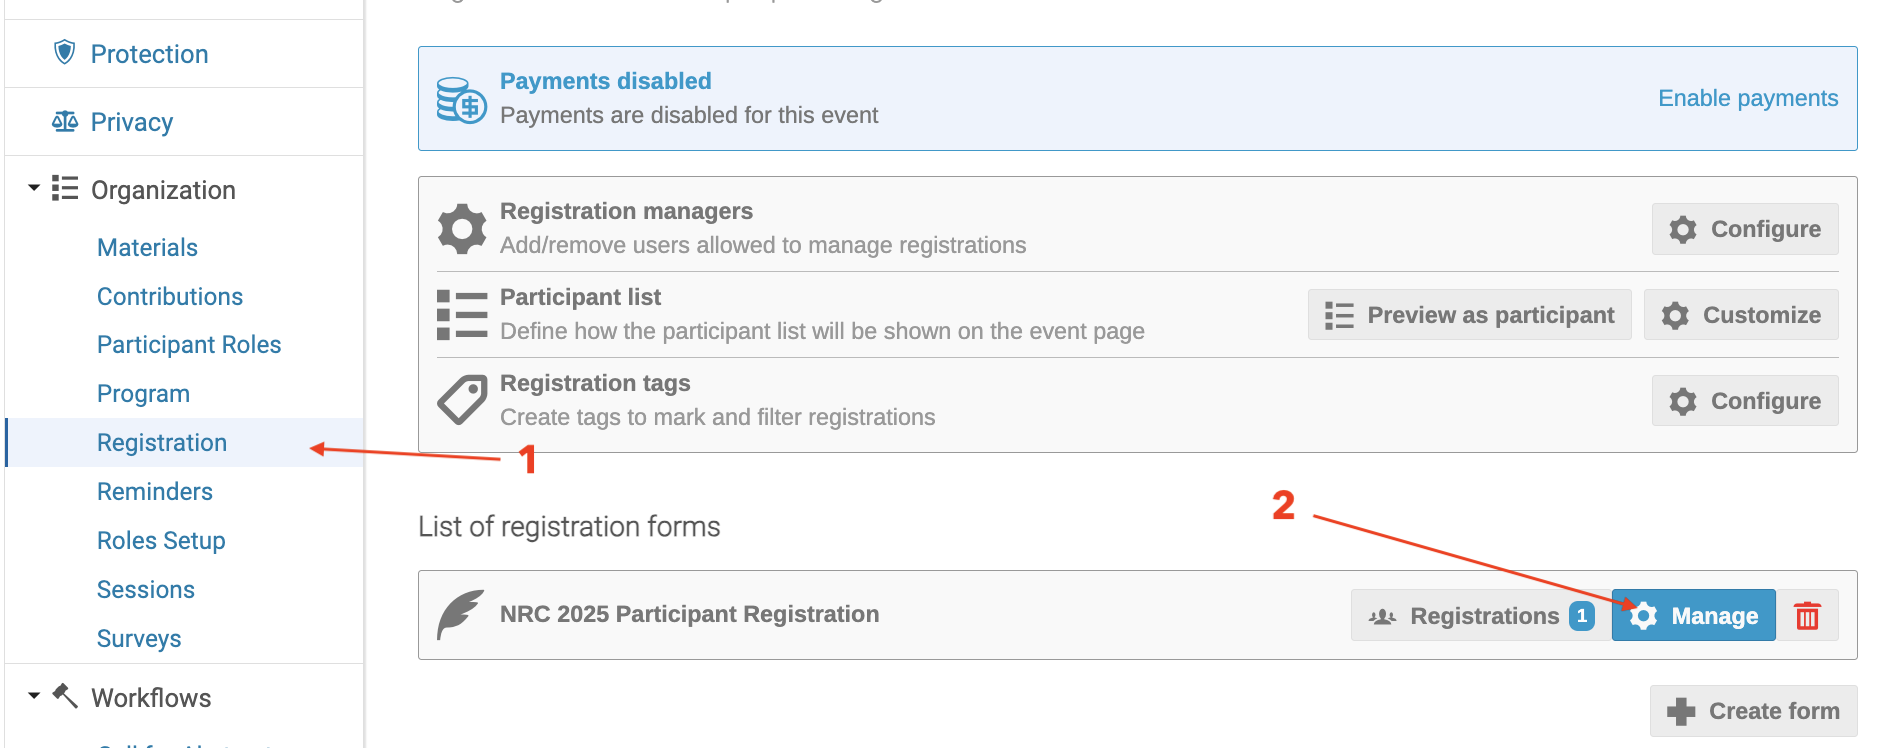 Protection
Privacy
Organization
Materials
Contributions
Participant Roles
Program
Registration
Reminders
Roles Setup
Sessions
Surveys
Workflows
Payments disabled
Payments are disabled for this event
Enable payments
Registration managers
Add/remove users allowed to manage registrations
Configure
Participant list
Define how the participant list will be shown on the event page
Preview as participant
Customize
Registration tags
Create tags to mark and filter registrations
Configure
1
2
List of registration forms
NRC 2025 Participant Registration
Registrations 1
Manage
Create form